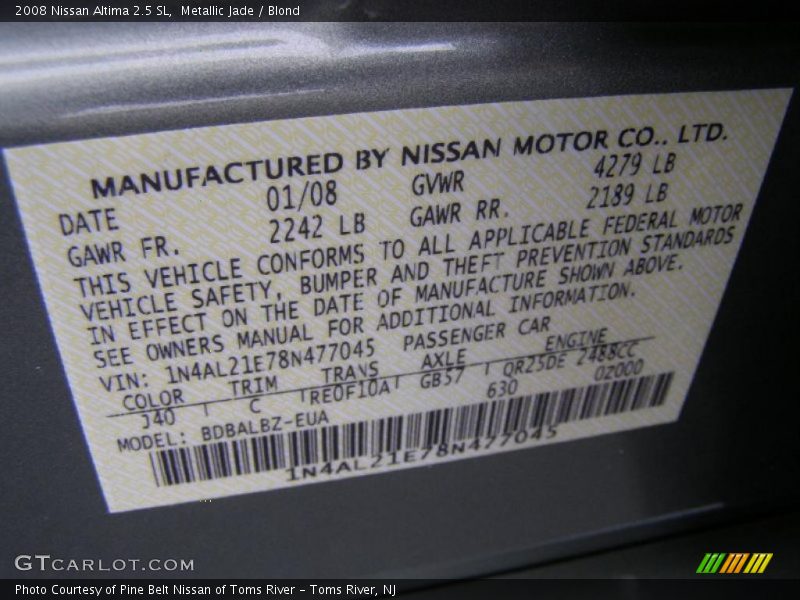 2008 Nissan Altima 2.5 SL, Metallic Jade / Blond
MANUFACTURED BY NISSAN MOTOR CO., LTD.
DATE 01/08 GVWR 4279 LB
GAWR FR. 2242 LB GAWR RR. 2189 LB
THIS VEHICLE CONFORMS TO ALL APPLICABLE FEDERAL MOTOR
VEHICLE SAFETY, BUMPER AND THEFT PREVENTION STANDARDS
IN EFFECT ON THE DATE OF MANUFACTURE SHOWN ABOVE.
SEE OWNERS MANUAL FOR ADDITIONAL INFORMATION.
VIN: 1N4AL21E78N477045 PASSENGER CAR
COLOR TRIM TRANS AXLE ENGINE
J40 C RE0F10A GB57 QR25DE 2488CC
MODEL: BDBALBZ-EUA 630 02000
1N4AL21E78N477045
GTCARLOT.COM
Photo Courtesy of Pine Belt Nissan of Toms River – Toms River, NJ